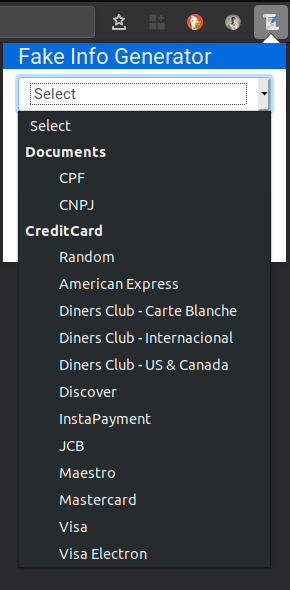 Fake Info Generator
Select
Select
Documents
CPF
CNPJ
CreditCard
Random
American Express
Diners Club - Carte Blanche
Diners Club - Internacional
Diners Club - US & Canada
Discover
InstaPayment
JCB
Maestro
Mastercard
Visa
Visa Electron